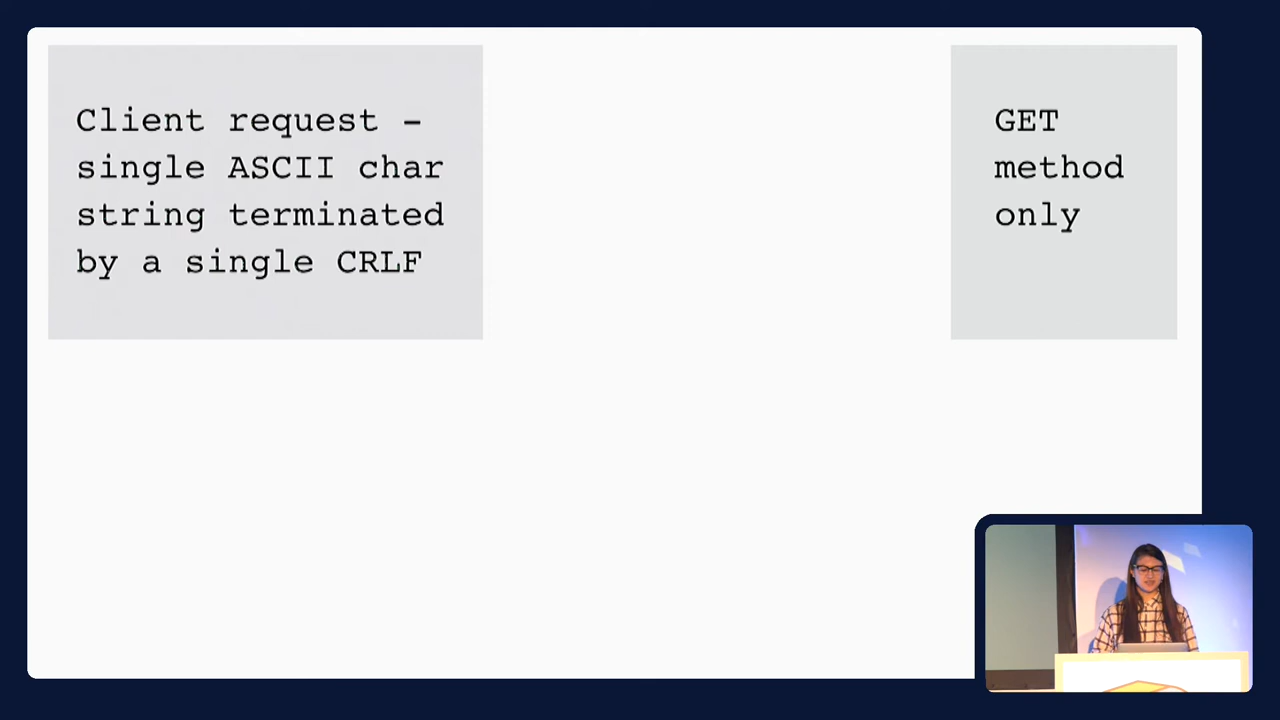 Client request –
single ASCII char
string terminated
by a single CRLF
GET
method
only